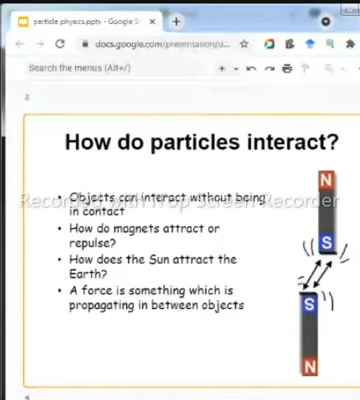 particle physics.ppts - Google S
docs.google.com/presentation/d...
Search the menus (Alt+/)
How do particles interact?
Objects can interact without being
in contact
Recorded with iTop Screen Recorder
• How do magnets attract or
repulse?
• How does the Sun attract the
Earth?
• A force is something which is
propagating in between objects
N
S
S
N